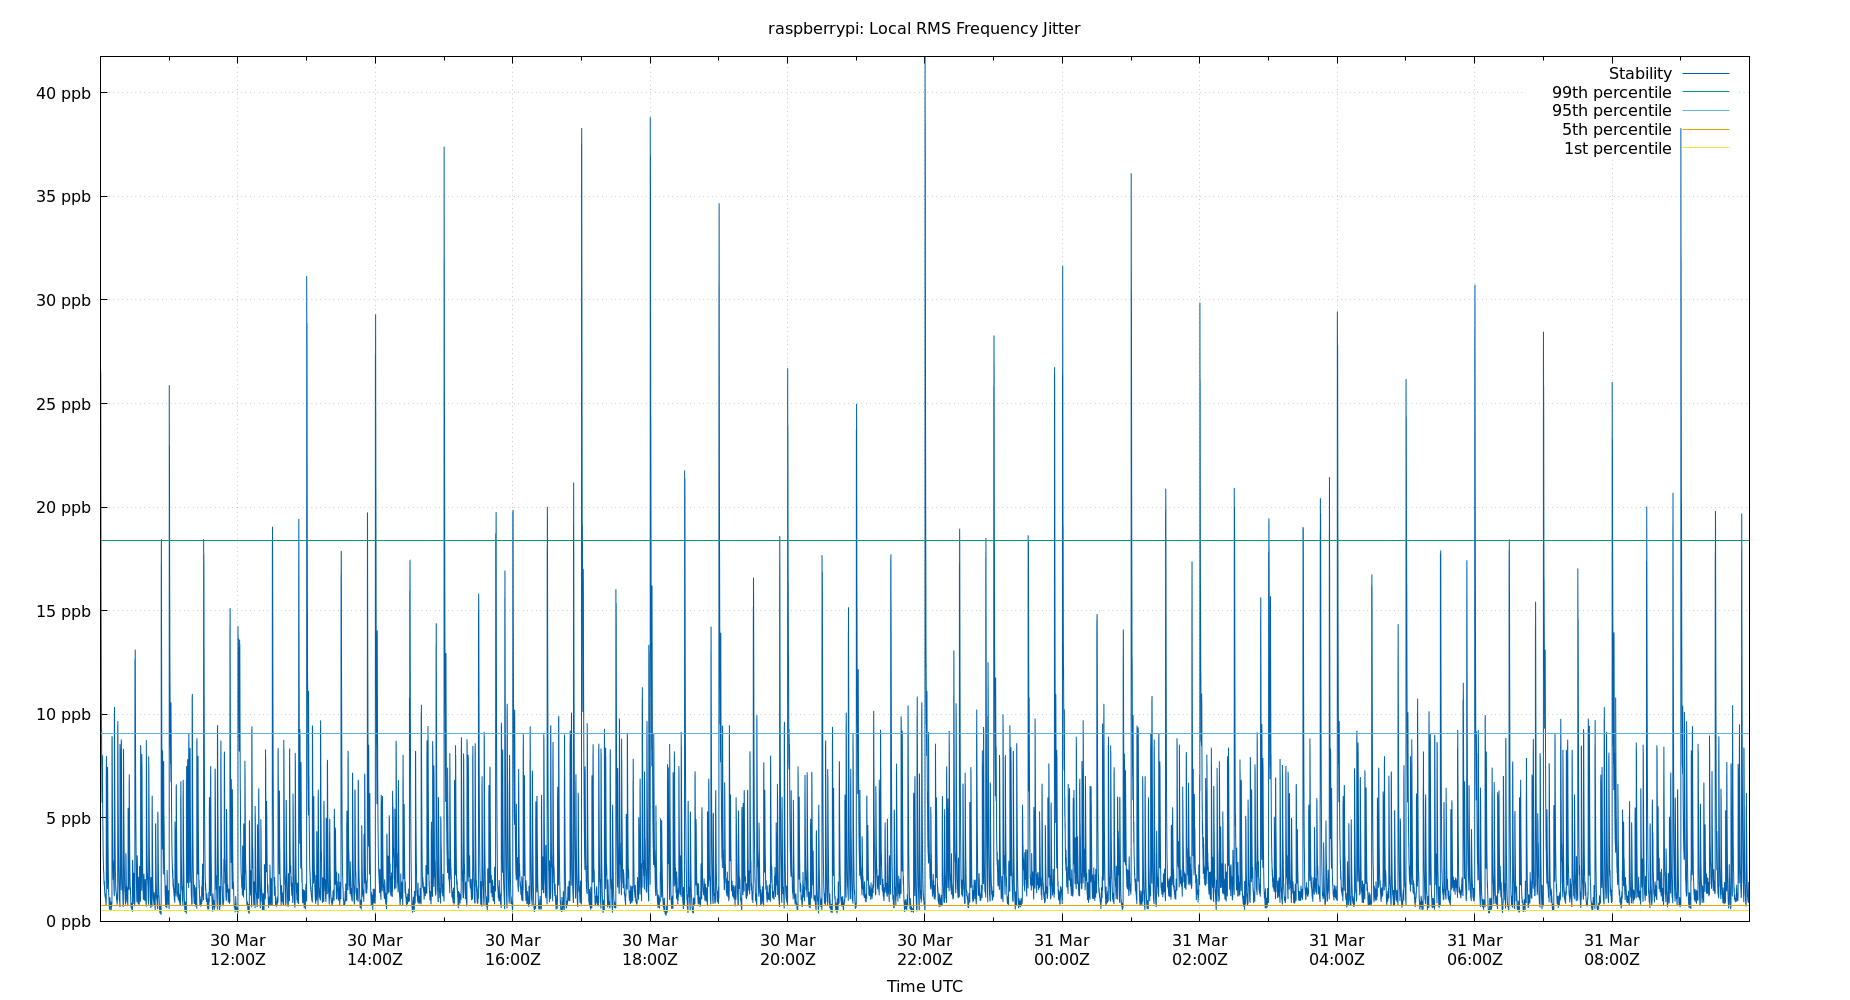 raspberrypi: Local RMS Frequency Jitter
Stability
99th percentile
95th percentile
5th percentile
1st percentile
40 ppb
35 ppb
30 ppb
25 ppb
20 ppb
15 ppb
10 ppb
5 ppb
0 ppb
30 Mar 30 Mar 30 Mar 30 Mar 30 Mar 30 Mar 31 Mar 31 Mar 31 Mar 31 Mar 31 Mar
12:00Z 14:00Z 16:00Z 18:00Z 20:00Z 22:00Z 00:00Z 02:00Z 04:00Z 06:00Z 08:00Z
Time UTC